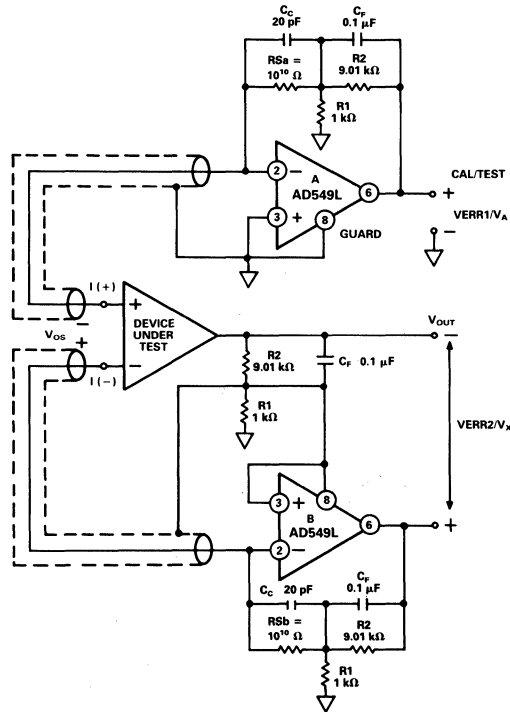 C_C
20 pF
C_F
0.1 μF
RSa =
10^10 Ω
R2
9.01 kΩ
R1
1 kΩ
2
−
A
AD549L
6
3
+
8
GUARD
+
CAL/TEST
VERR1/V_A
−
I (+)
−
V_OS
+
I (−)
+
DEVICE
UNDER
TEST
−
V_OUT
−
R2
9.01 kΩ
C_F 0.1 μF
R1
1 kΩ
VERR2/V_X
3
+
8
B
AD549L
6
+
2
−
C_C 20 pF
C_F
0.1 μF
RSb =
10^10 Ω
R2
9.01 kΩ
R1
1 kΩ